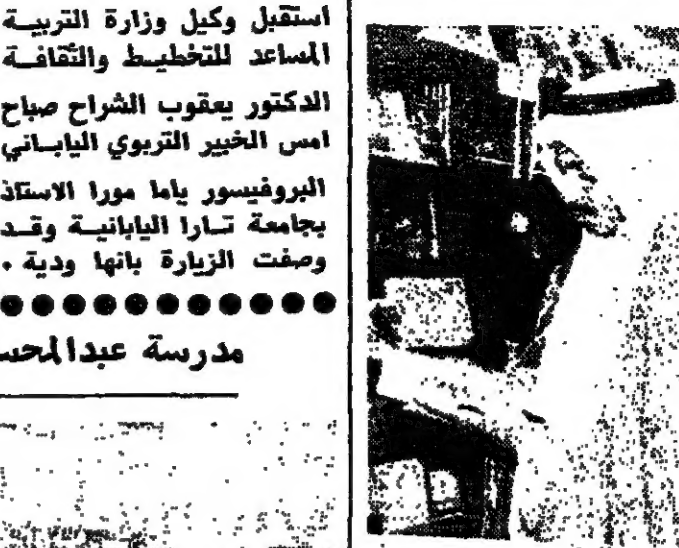 استقبل وكيل وزارة التربية
المساعد للتخطيط والثقافة
الدكتور يعقوب الشراح صباح
امس الخبير التربوي الياباني
البروفيسور ياما مورا الاستاذ
بجامعة تارا اليابانية وقد
وصفت الزيارة بانها ودية .
مدرسة عبدالمحس